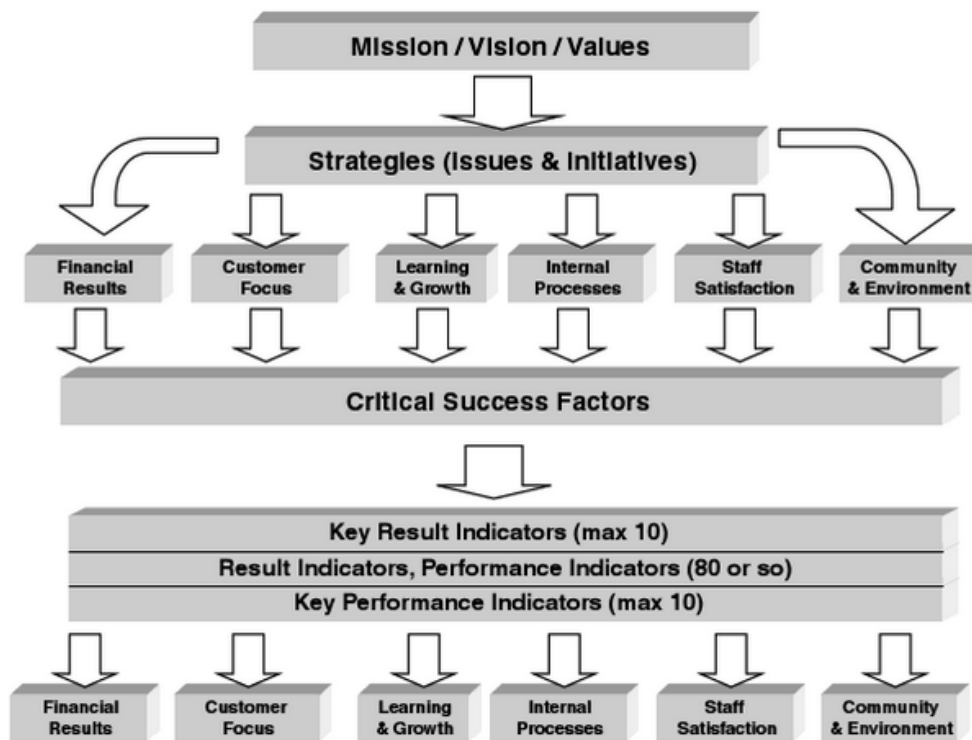 Mission / Vision / Values
Strategies (Issues & Initiatives)
Financial
Results
Customer
Focus
Learning
& Growth
Internal
Processes
Staff
Satisfaction
Community
& Environment
Critical Success Factors
Key Result Indicators (max 10)
Result Indicators, Performance Indicators (80 or so)
Key Performance Indicators (max 10)
Financial
Results
Customer
Focus
Learning
& Growth
Internal
Processes
Staff
Satisfaction
Community
& Environment